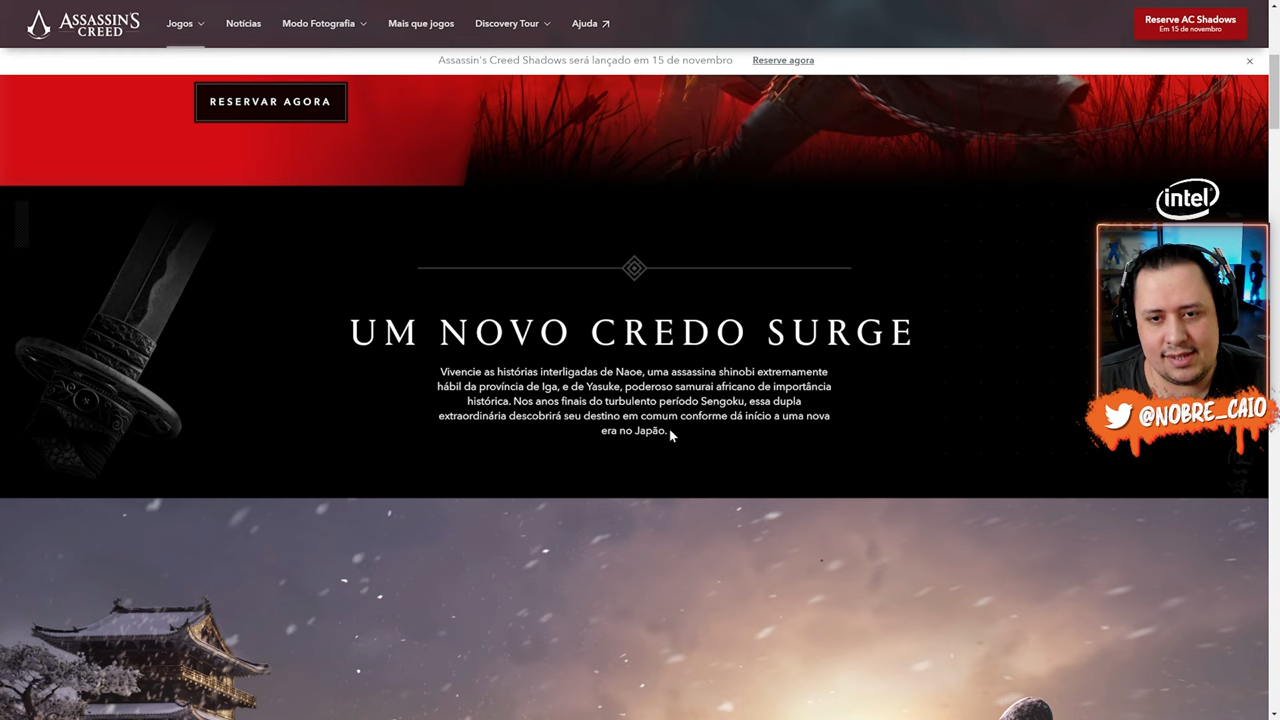 ASSASSIN'S
CREED
Jogos
Notícias
Modo Fotografia
Mais que jogos
Discovery Tour
Ajuda
Reserve AC Shadows
Em 15 de novembro
Assassin's Creed Shadows será lançado em 15 de novembro
Reserve agora
RESERVAR AGORA
intel
UM NOVO CREDO SURGE
Vivencie as histórias interligadas de Naoe, uma assassina shinobi extremamente
hábil da província de Iga, e de Yasuke, poderoso samurai africano de importância
histórica. Nos anos finais do turbulento período Sengoku, essa dupla
extraordinária descobrirá seu destino em comum conforme dá início a uma nova
era no Japão.
@NOBRE_CAIO